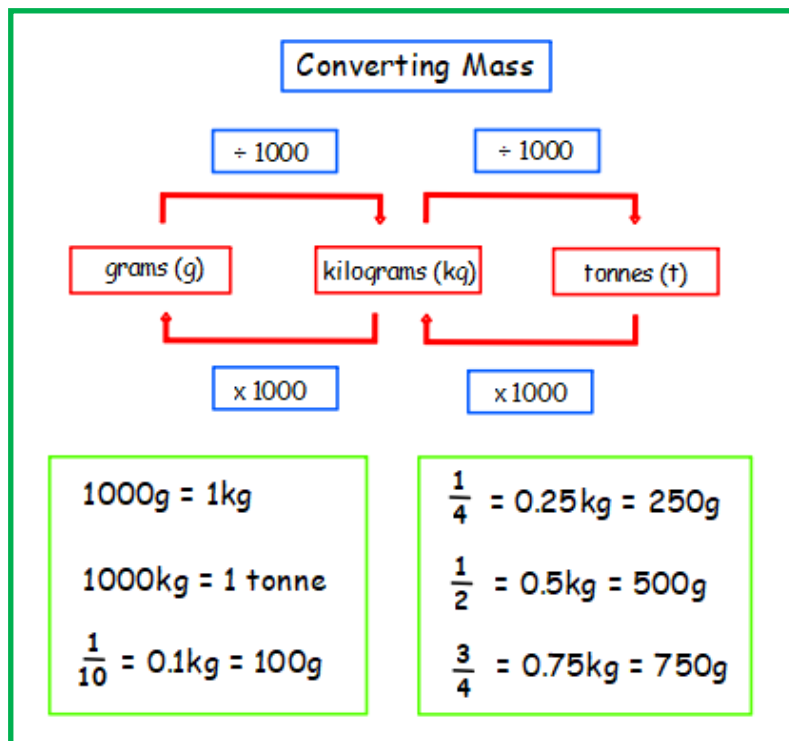 Converting Mass
÷ 1000
÷ 1000
grams (g)
kilograms (kg)
tonnes (t)
x 1000
x 1000
1000g = 1kg
1000kg = 1 tonne
1/10 = 0.1kg = 100g
1/4 = 0.25kg = 250g
1/2 = 0.5kg = 500g
3/4 = 0.75kg = 750g